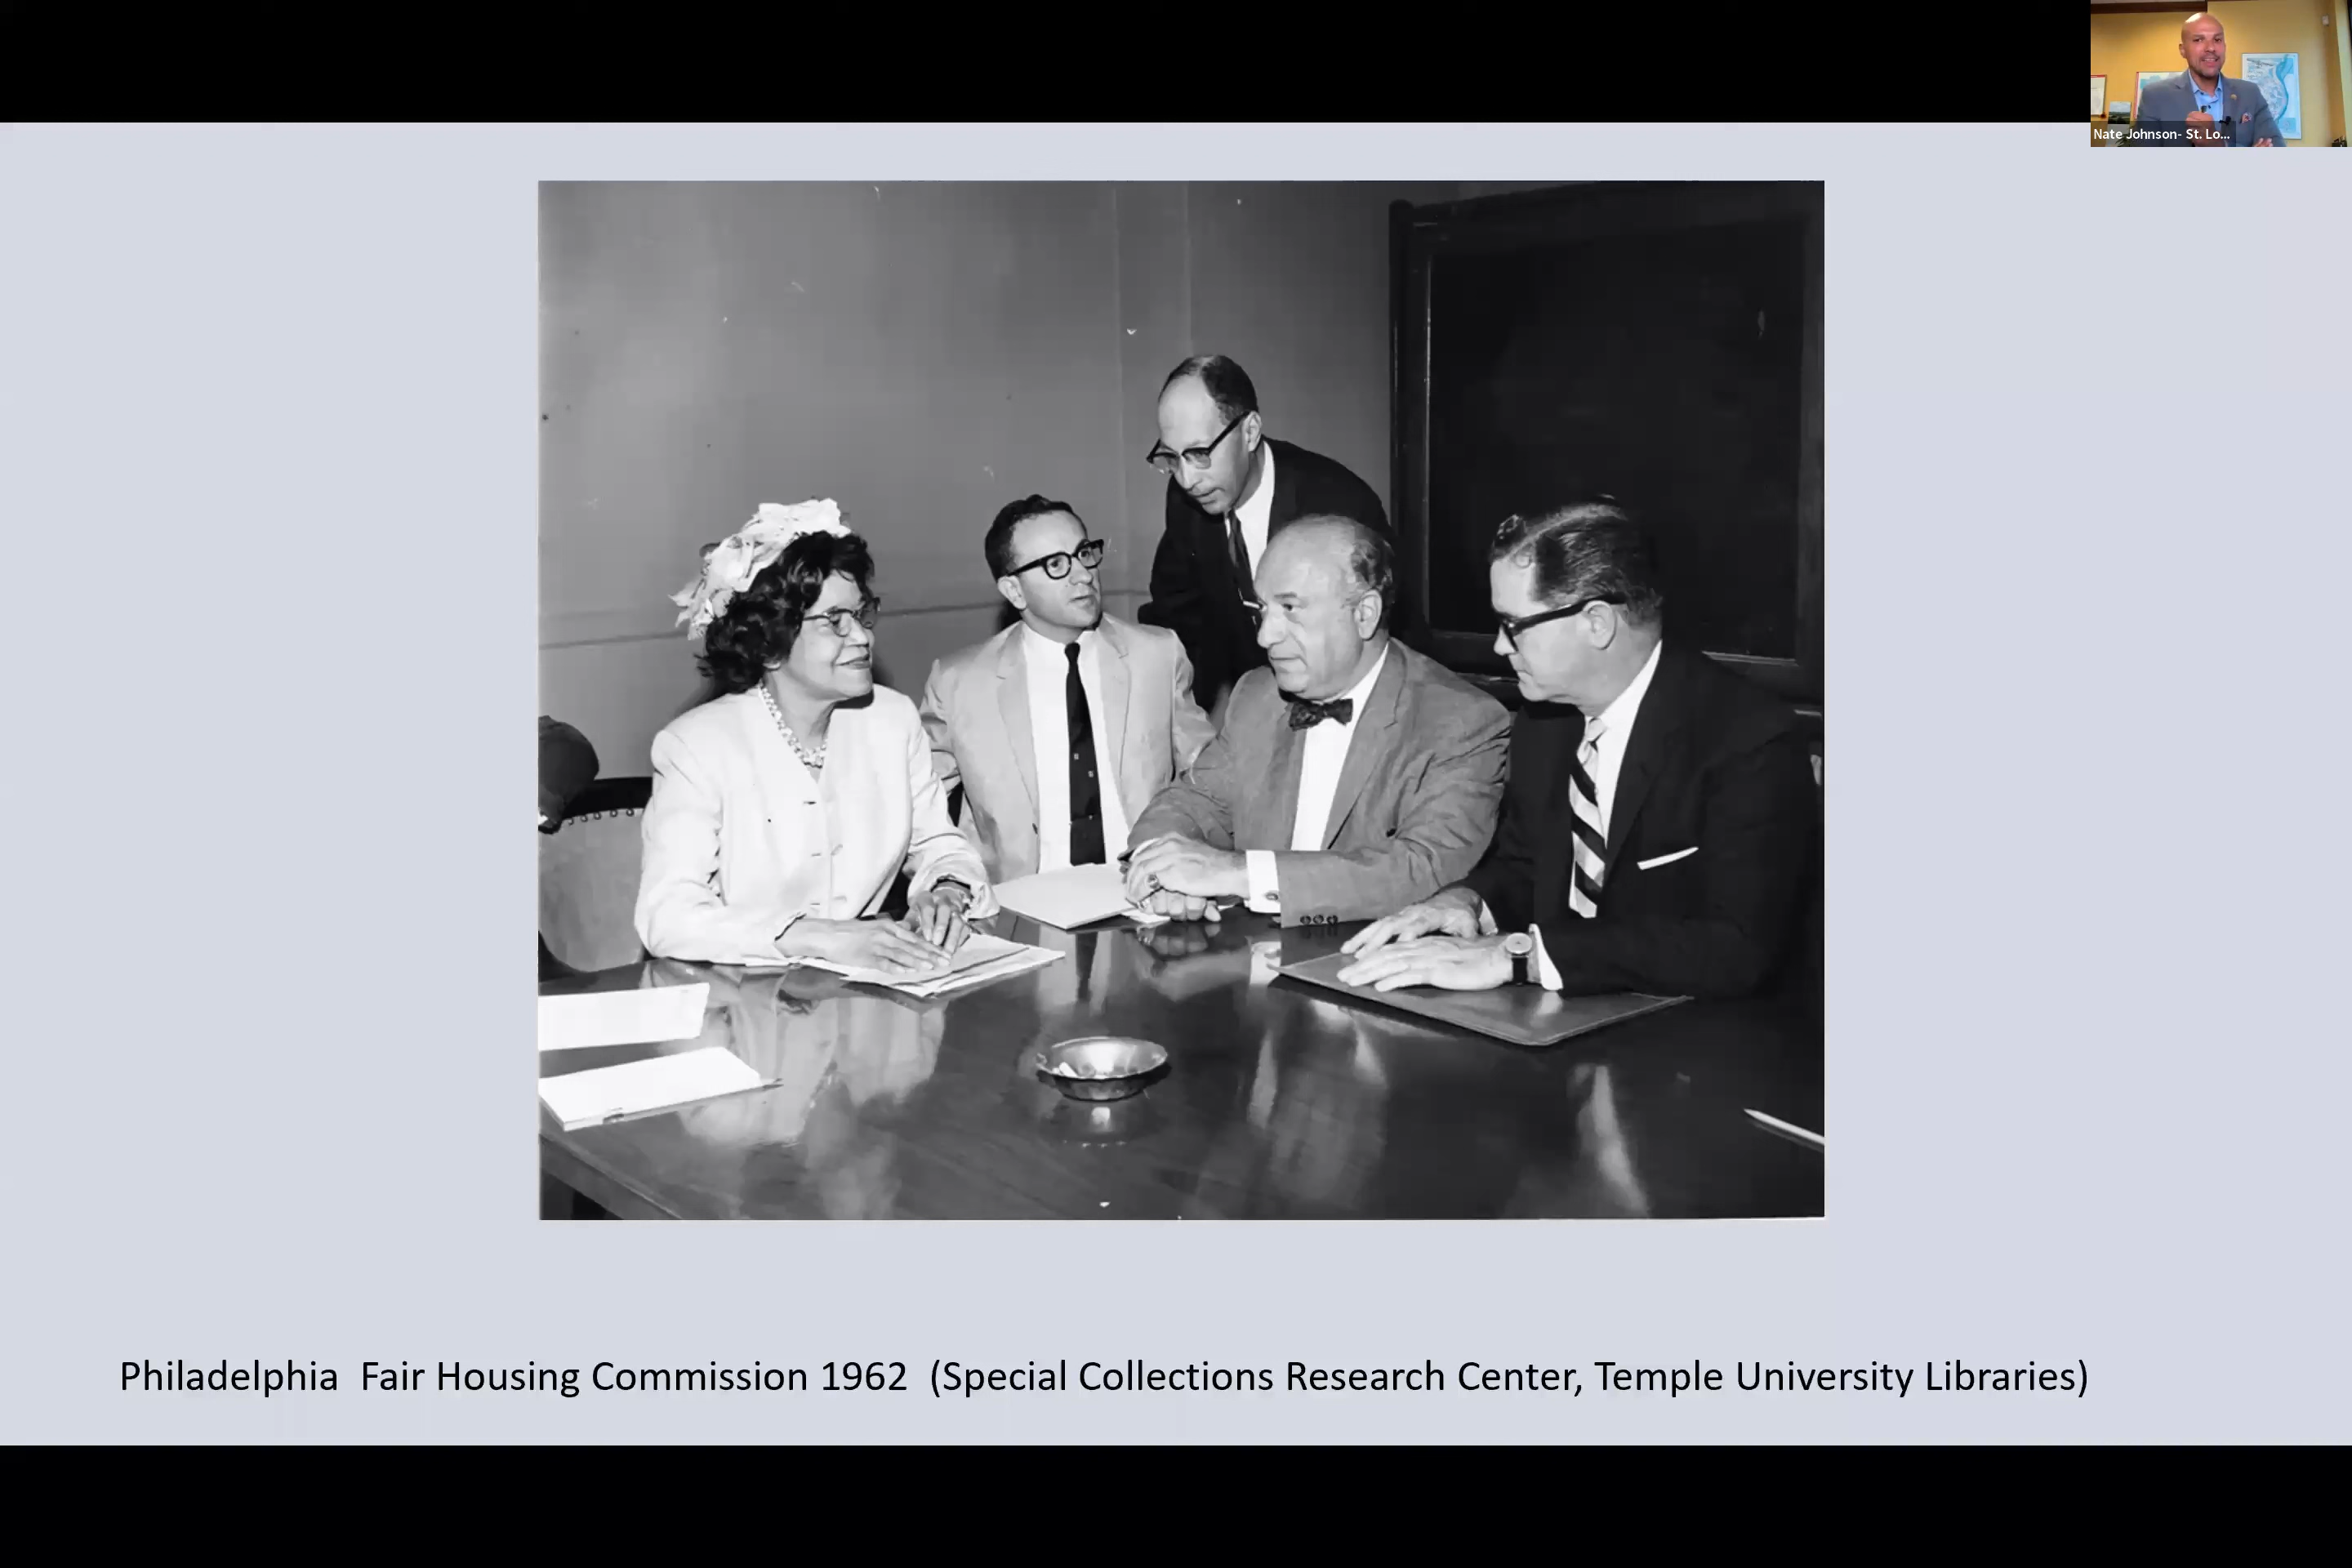 Nate Johnson- St. Lo...
Philadelphia  Fair Housing Commission 1962  (Special Collections Research Center, Temple University Libraries)